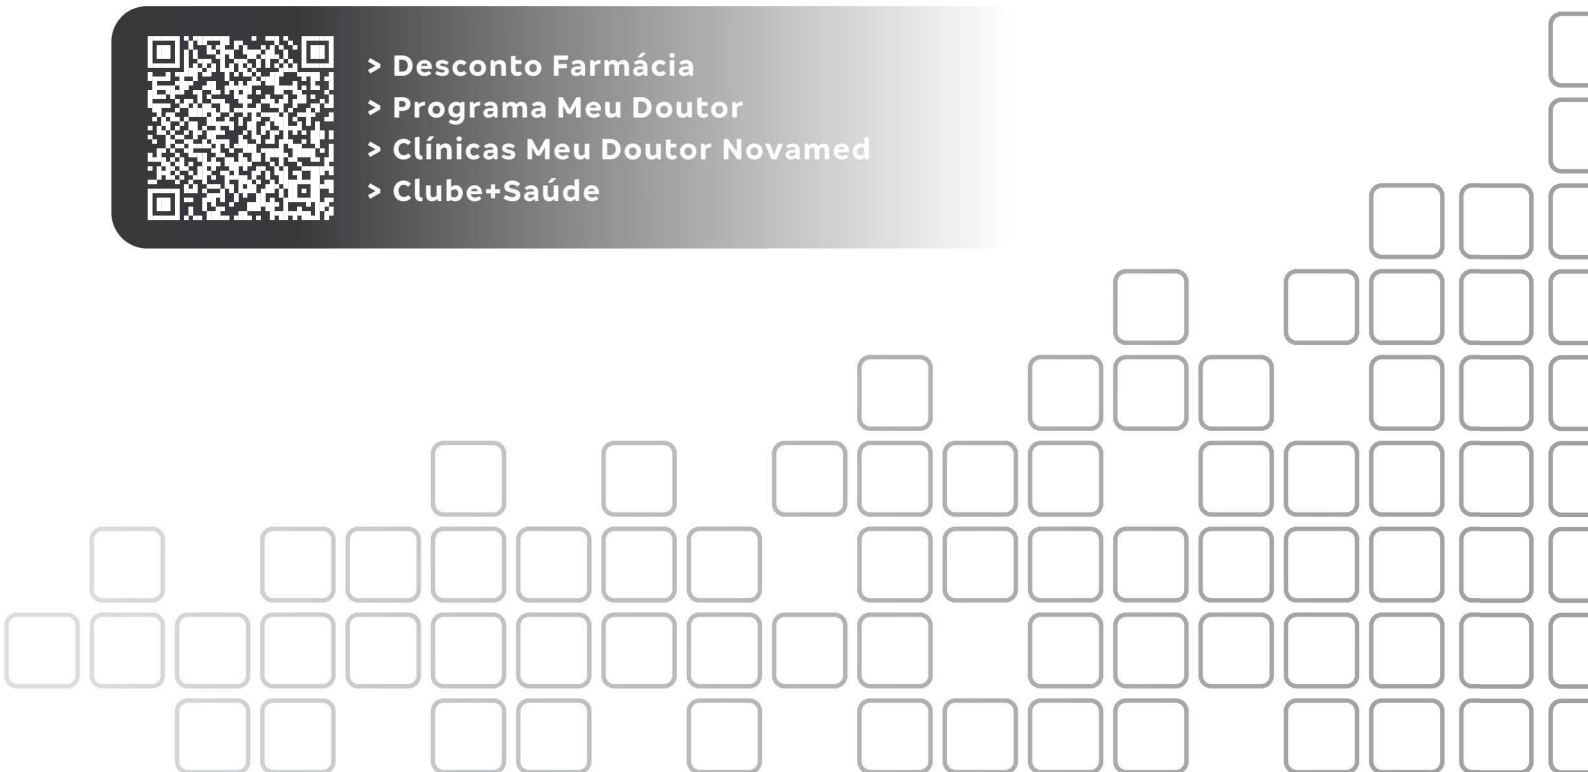 > Desconto Farmácia
> Programa Meu Doutor
> Clínicas Meu Doutor Novamed
> Clube+Saúde